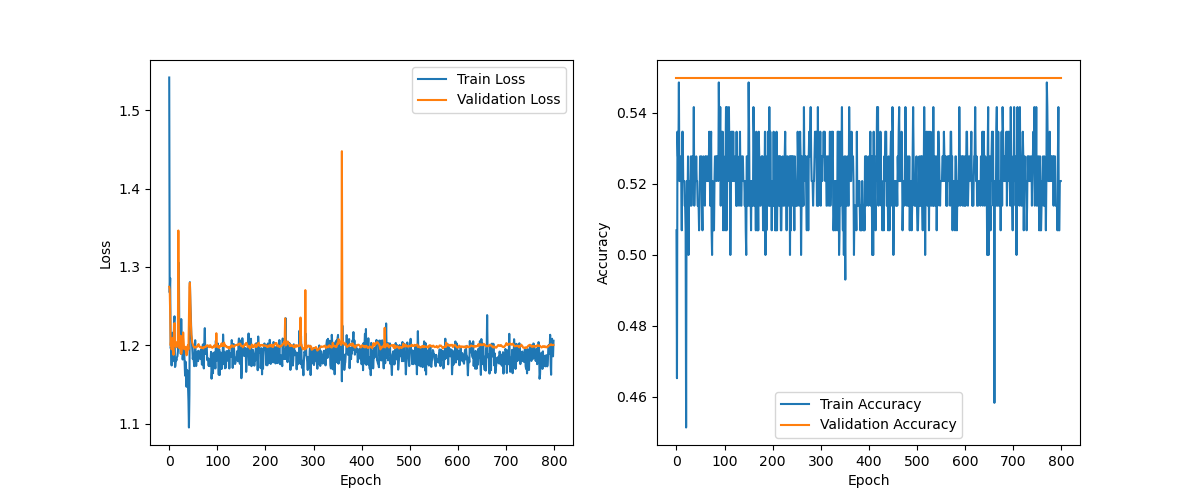 Train Loss
Validation Loss
1.5
1.4
1.3
1.2
1.1
Loss
0 100 200 300 400 500 600 700 800
Epoch
0.54
0.52
0.50
0.48
0.46
Accuracy
Train Accuracy
Validation Accuracy
0 100 200 300 400 500 600 700 800
Epoch